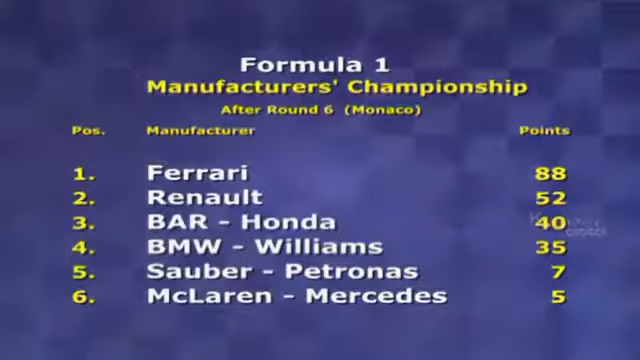 Formula 1
Manufacturers' Championship
After Round 6 (Monaco)
Pos. Manufacturer Points
1. Ferrari 88
2. Renault 52
3. BAR - Honda 40
4. BMW - Williams 35
5. Sauber - Petronas 7
6. McLaren - Mercedes 5